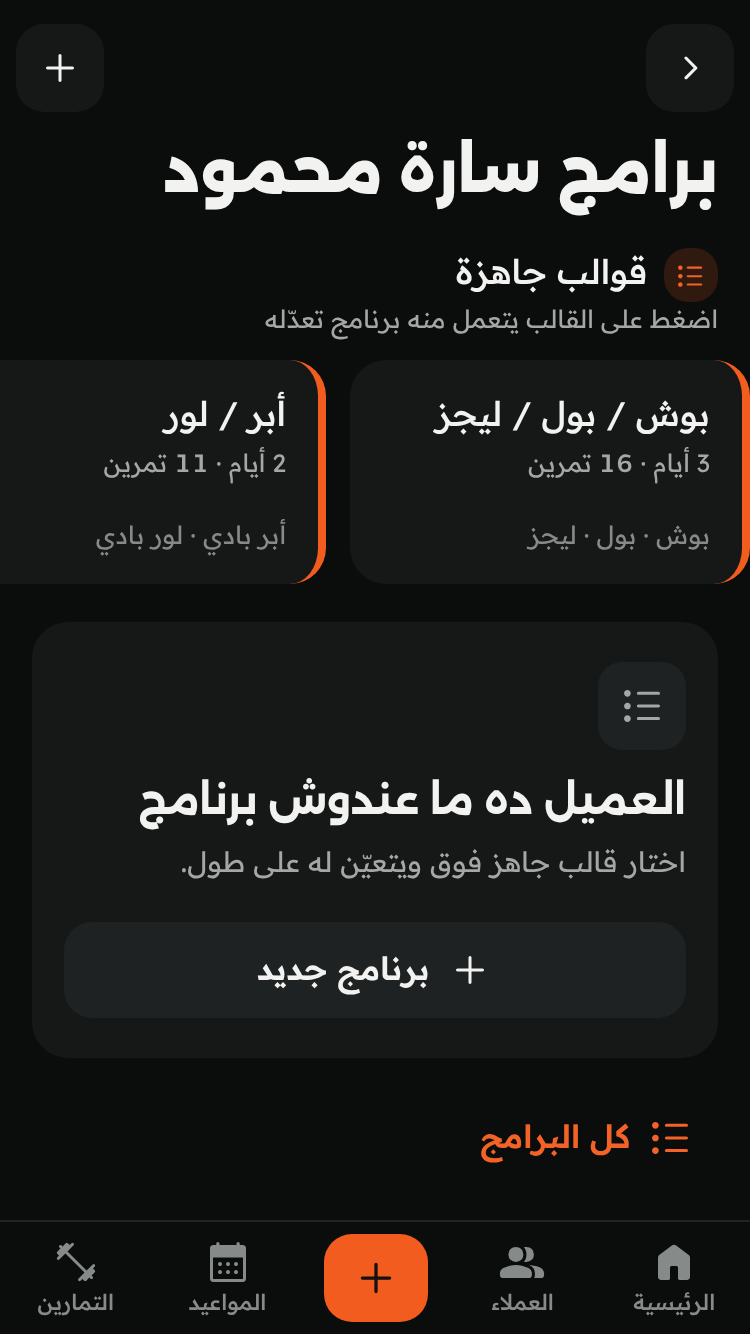 برامج سارة محمود
قوالب جاهزة
اضغط على القالب يتعمل منه برنامج تعدّله
بوش / بول / ليجز
3 أيام · 16 تمرين
بوش · بول · ليجز
أبر / لور
2 أيام · 11 تمرين
أبر بادي · لور بادي
العميل ده ما عندوش برنامج
اختار قالب جاهز فوق ويتعيّن له على طول.
برنامج جديد
كل البرامج
الرئيسية
العملاء
المواعيد
التمارين